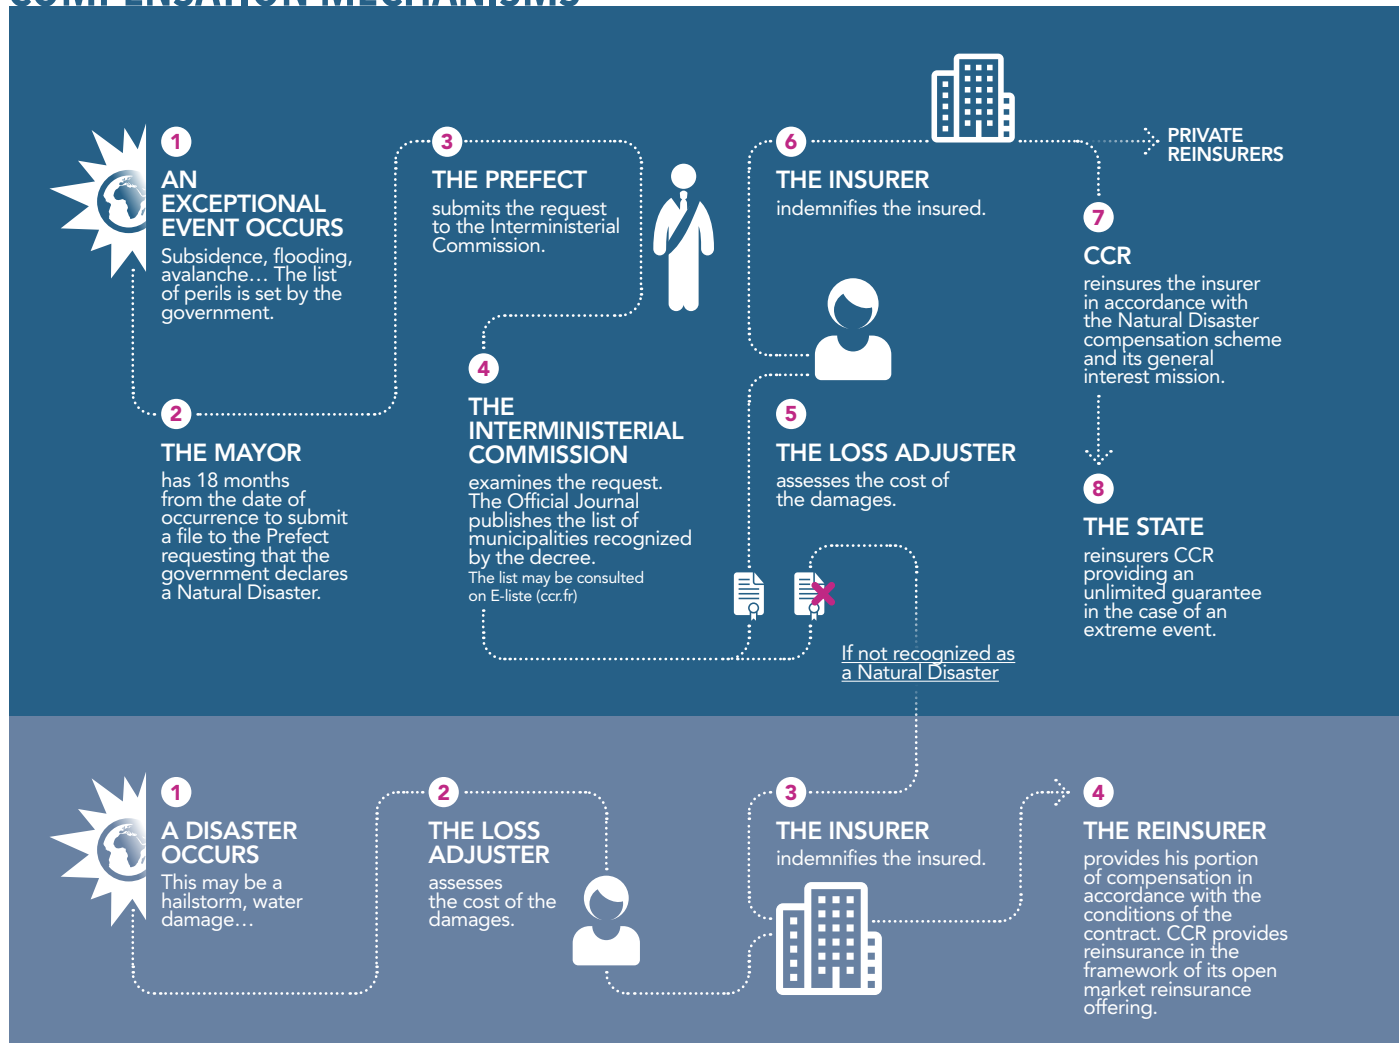 COMPENSATION MECHANISMS
1
AN
EXCEPTIONAL
EVENT OCCURS
Subsidence, flooding,
avalanche... The list
of perils is set by the
government.
2
THE MAYOR
has 18 months
from the date of
occurrence to submit
a file to the Prefect
requesting that the
government declares
a Natural Disaster.
3
THE PREFECT
submits the request
to the Interministerial
Commission.
4
THE
INTERMINISTERIAL
COMMISSION
examines the request.
The Official Journal
publishes the list of
municipalities recognized
by the decree.
The list may be consulted
on E-liste (ccr.fr)
5
THE LOSS ADJUSTER
assesses the cost of
the damages.
If not recognized as
a Natural Disaster
6
THE INSURER
indemnifies the insured.
PRIVATE
REINSURERS
7
CCR
reinsures the insurer
in accordance with
the Natural Disaster
compensation scheme
and its general
interest mission.
8
THE STATE
reinsurers CCR
providing an
unlimited guarantee
in the case of an
extreme event.
1
A DISASTER
OCCURS
This may be a
hailstorm, water
damage...
2
THE LOSS
ADJUSTER
assesses
the cost of the
damages.
3
THE INSURER
indemnifies the insured.
4
THE REINSURER
provides his portion
of compensation in
accordance with the
conditions of the
contract. CCR provides
reinsurance in the
framework of its open
market reinsurance
offering.